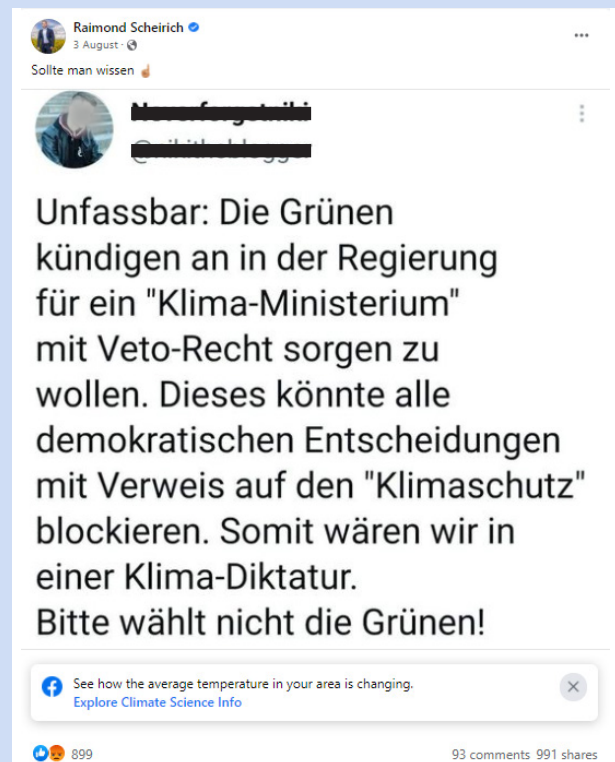 Raimond Scheirich
3 August
Sollte man wissen ☝
Unfassbar: Die Grünen
kündigen an in der Regierung
für ein "Klima-Ministerium"
mit Veto-Recht sorgen zu
wollen. Dieses könnte alle
demokratischen Entscheidungen
mit Verweis auf den "Klimaschutz"
blockieren. Somit wären wir in
einer Klima-Diktatur.
Bitte wählt nicht die Grünen!
See how the average temperature in your area is changing.
Explore Climate Science Info
899
93 comments 991 shares